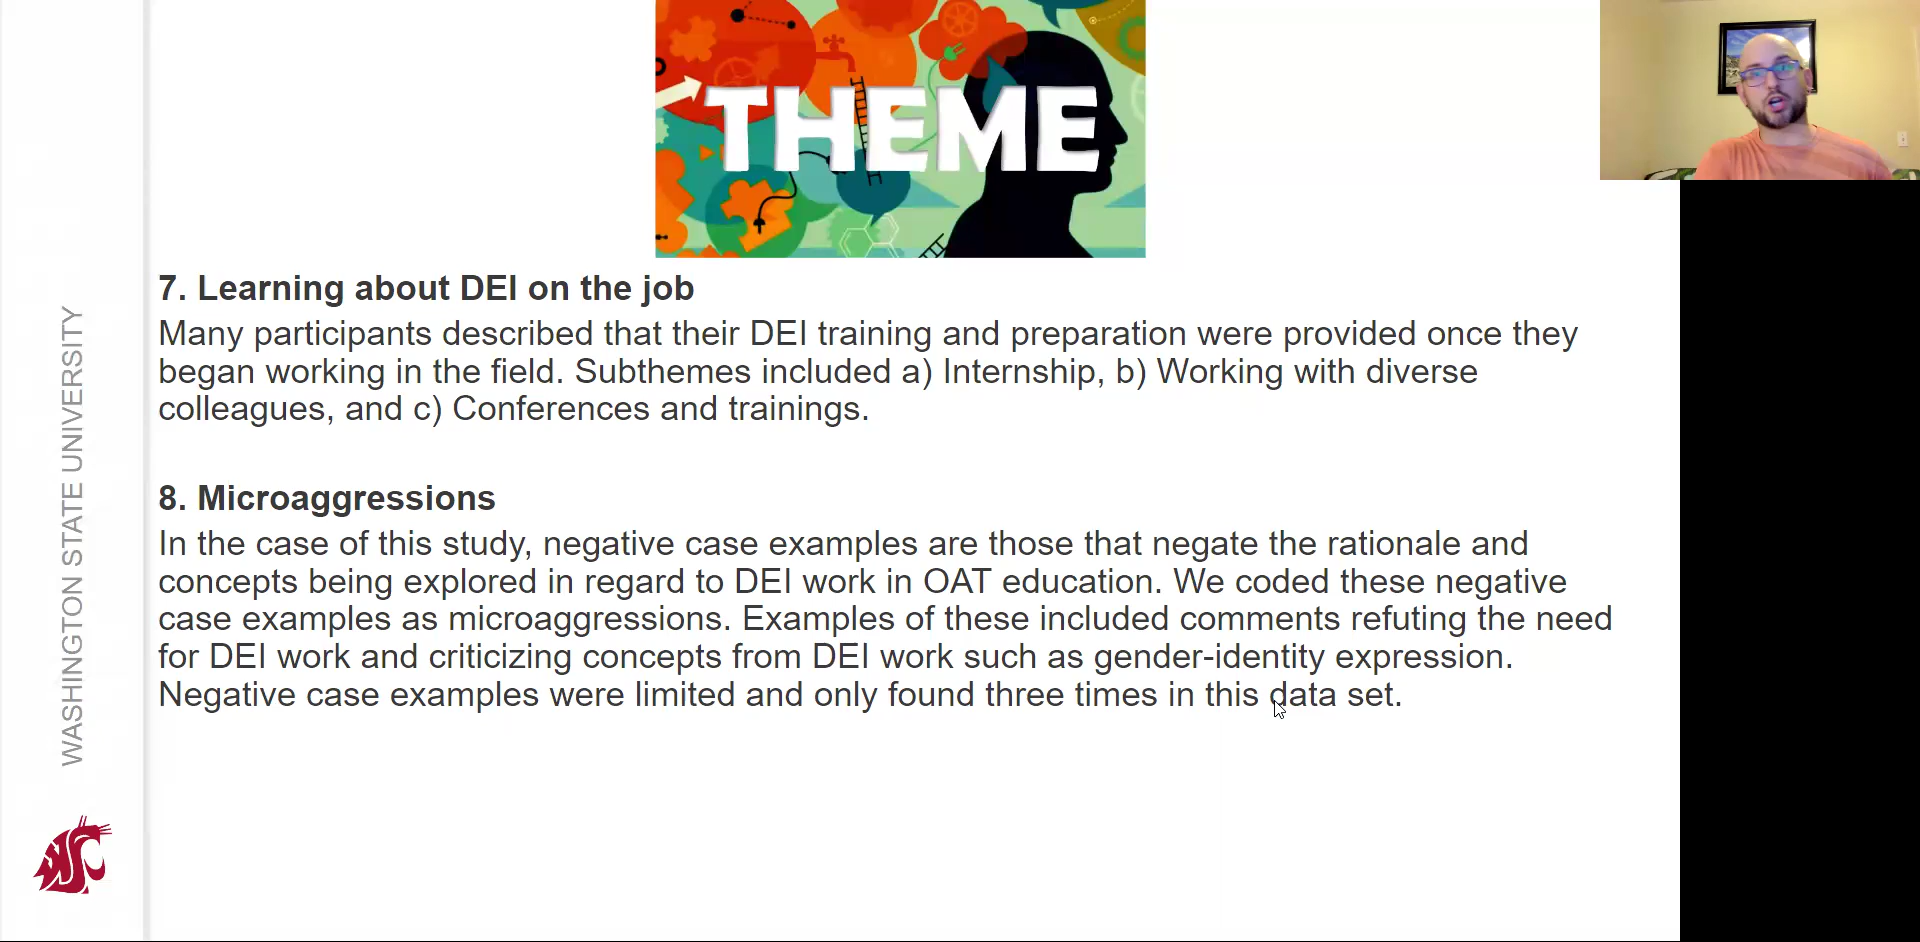 THEME
7. Learning about DEI on the job
Many participants described that their DEI training and preparation were provided once they
began working in the field. Subthemes included a) Internship, b) Working with diverse
colleagues, and c) Conferences and trainings.
8. Microaggressions
In the case of this study, negative case examples are those that negate the rationale and
concepts being explored in regard to DEI work in OAT education. We coded these negative
case examples as microaggressions. Examples of these included comments refuting the need
for DEI work and criticizing concepts from DEI work such as gender-identity expression.
Negative case examples were limited and only found three times in this data set.
WASHINGTON STATE UNIVERSITY
WSC